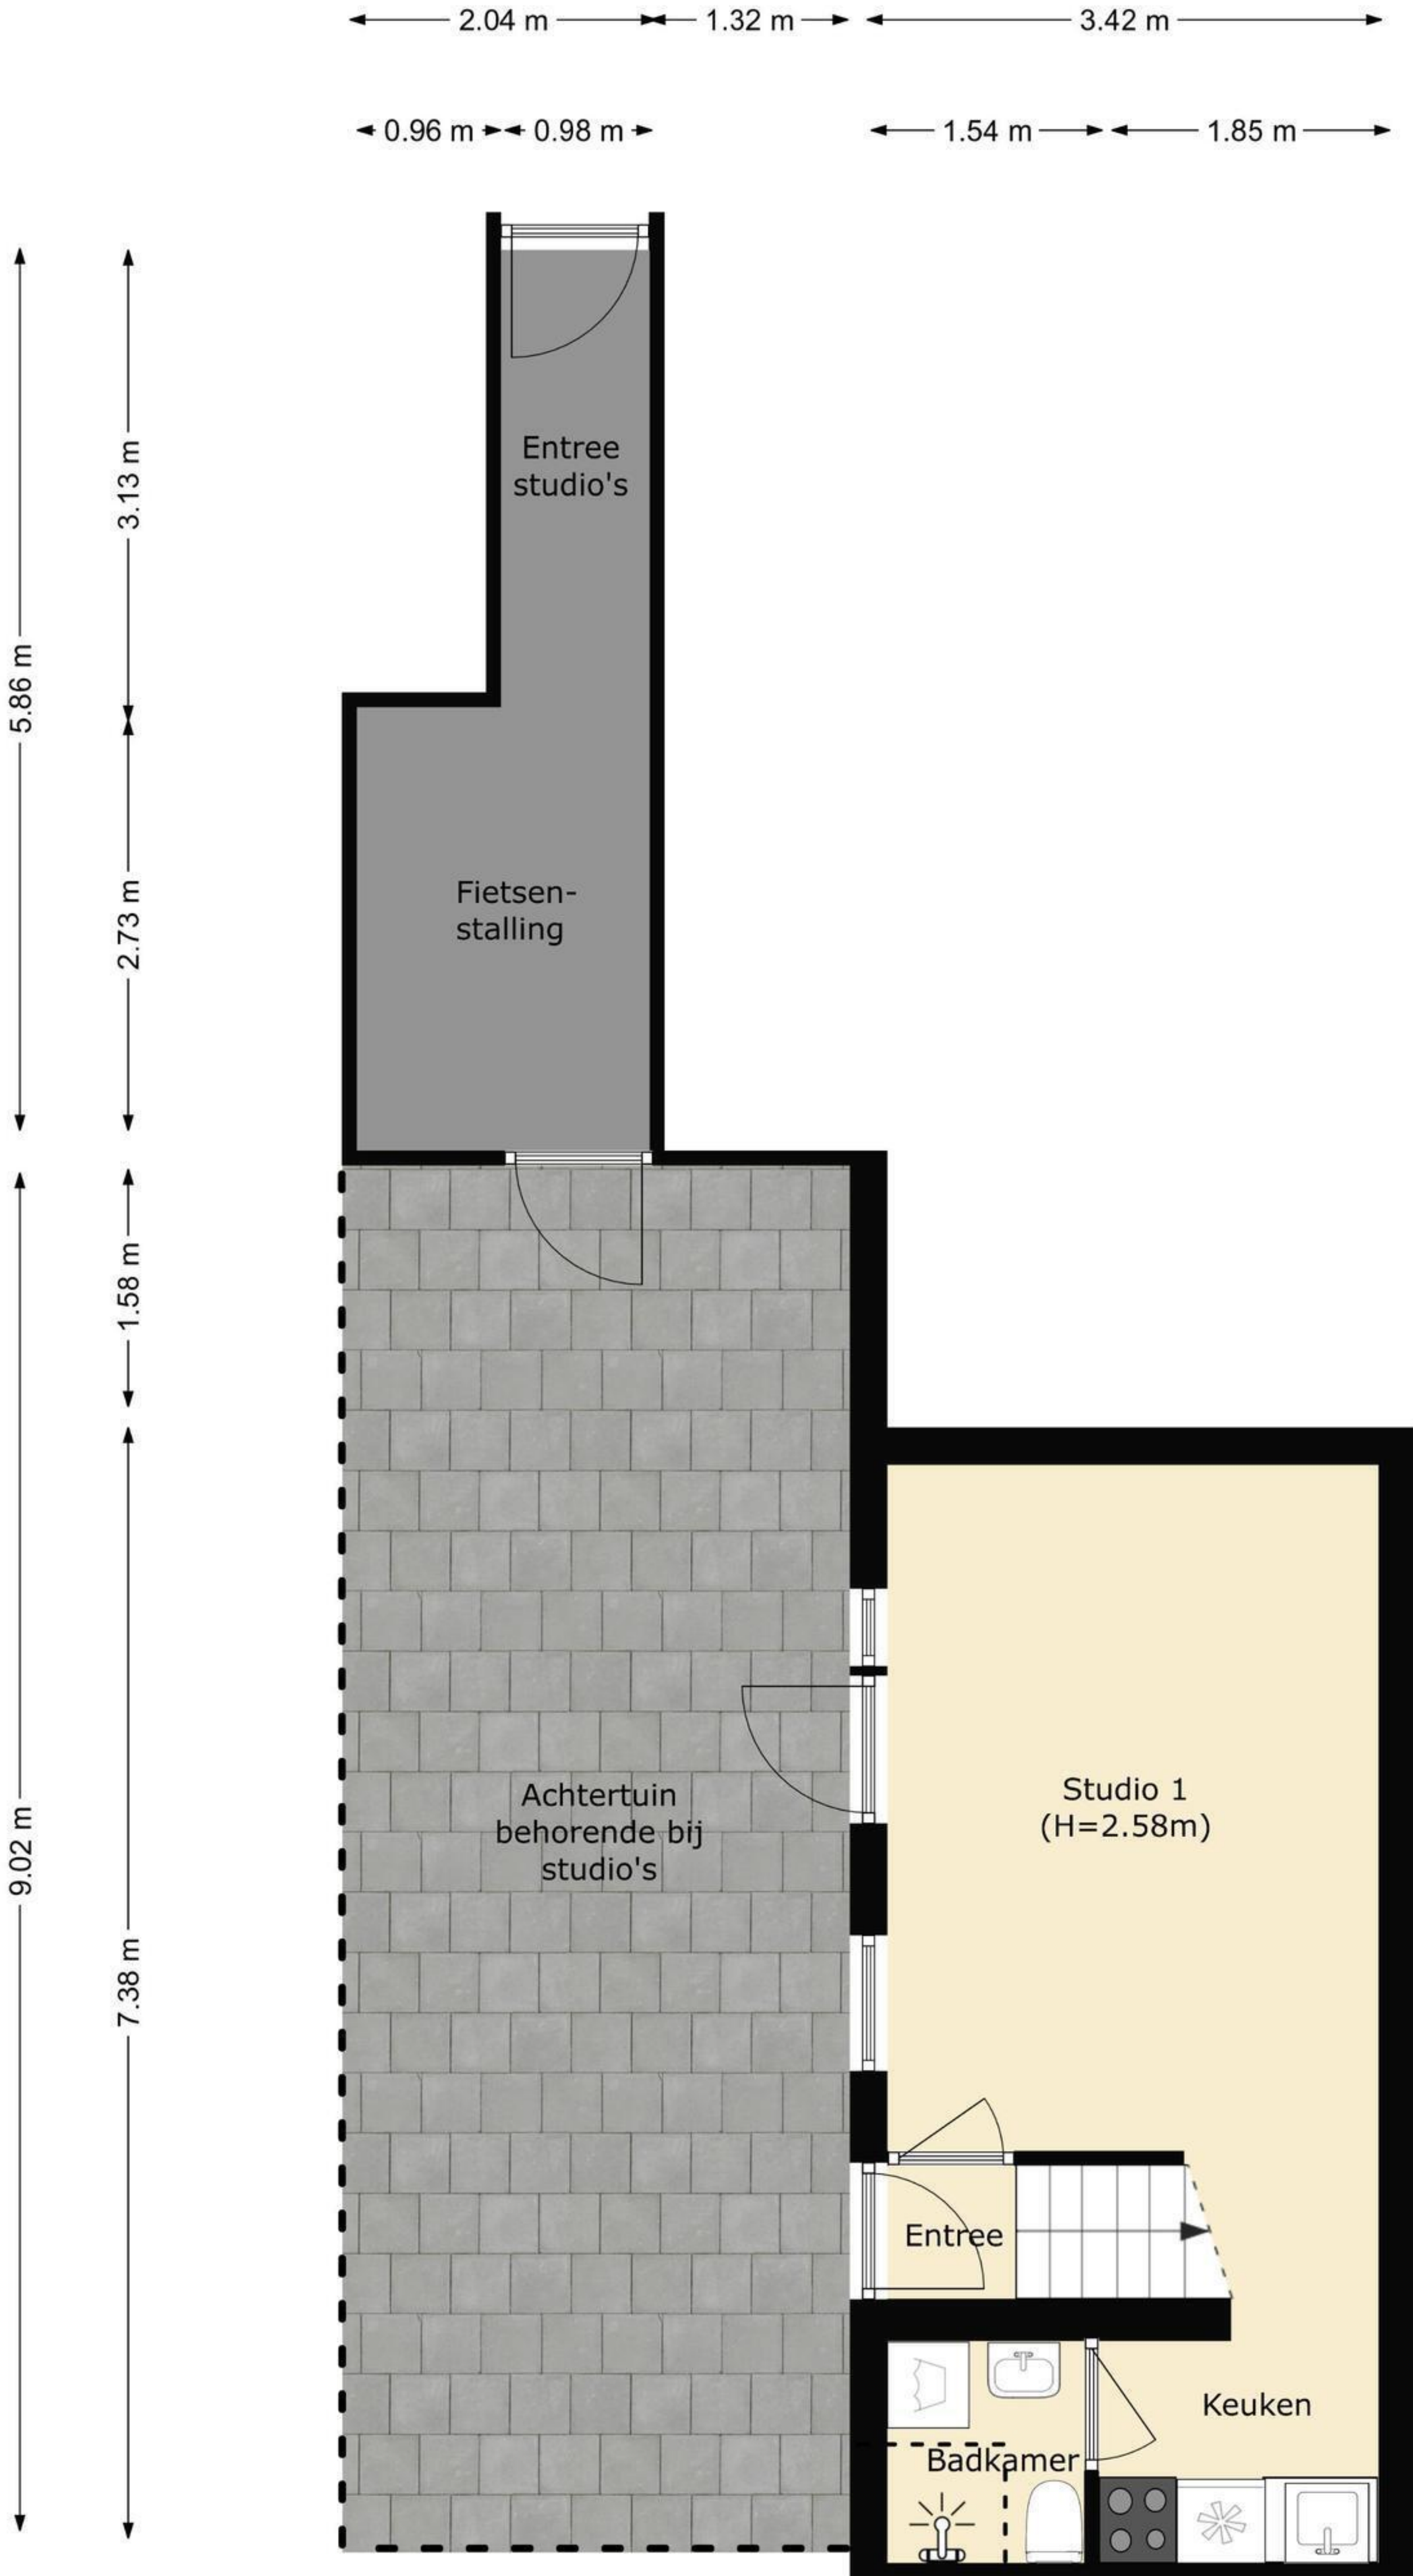 2.04 m 1.32 m 3.42 m
0.96 m 0.98 m 1.54 m 1.85 m
5.86 m
3.13 m
2.73 m
9.02 m
1.58 m
7.38 m
Entree
studio's
Fietsen-
stalling
Achtertuin
behorende bij
studio's
Studio 1
(H=2.58m)
Entree
Keuken
Badkamer